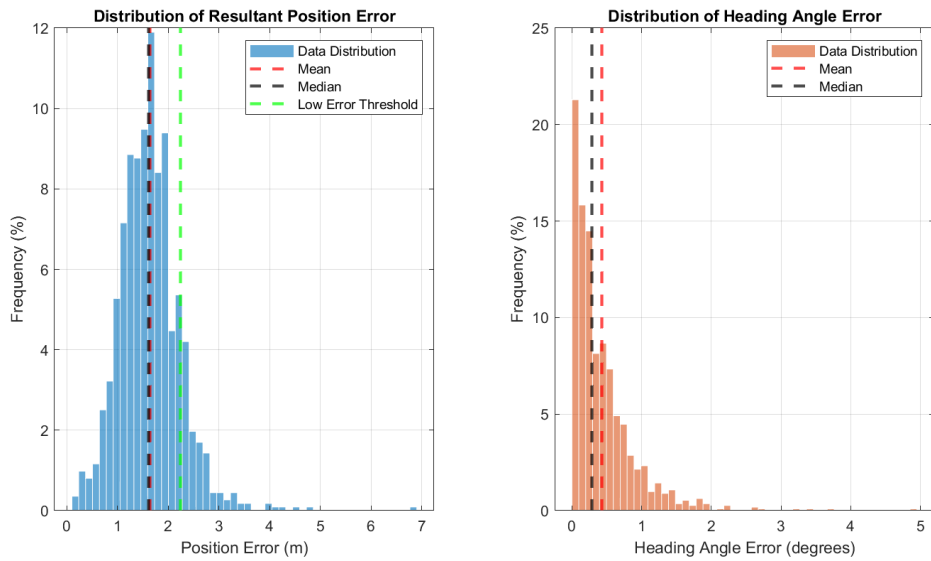 Distribution of Resultant Position Error
12
10
8
6
4
2
0
Frequency (%)
Data Distribution
Mean
Median
Low Error Threshold
0 1 2 3 4 5 6 7
Position Error (m)
Distribution of Heading Angle Error
25
20
15
10
5
0
Frequency (%)
Data Distribution
Mean
Median
0 1 2 3 4 5
Heading Angle Error (degrees)